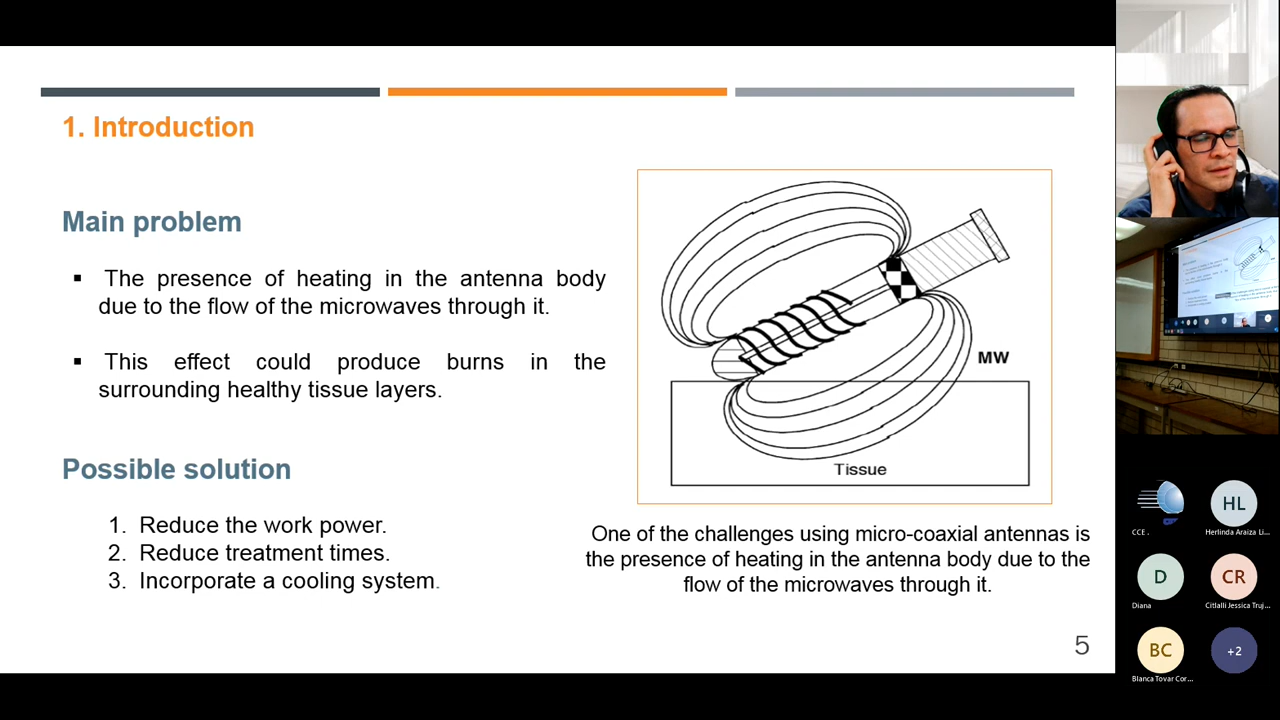 1. Introduction
Main problem
▪ The presence of heating in the antenna body
due to the flow of the microwaves through it.
▪ This effect could produce burns in the
surrounding healthy tissue layers.
Possible solution
1. Reduce the work power.
2. Reduce treatment times.
3. Incorporate a cooling system.
MW
Tissue
One of the challenges using micro-coaxial antennas is
the presence of heating in the antenna body due to the
flow of the microwaves through it.
5
CCE .
HL
Herlinda Araiza Li...
D
Diana
CR
Citlalli Jessica Truj...
BC
Blanca Tovar Cor...
+2